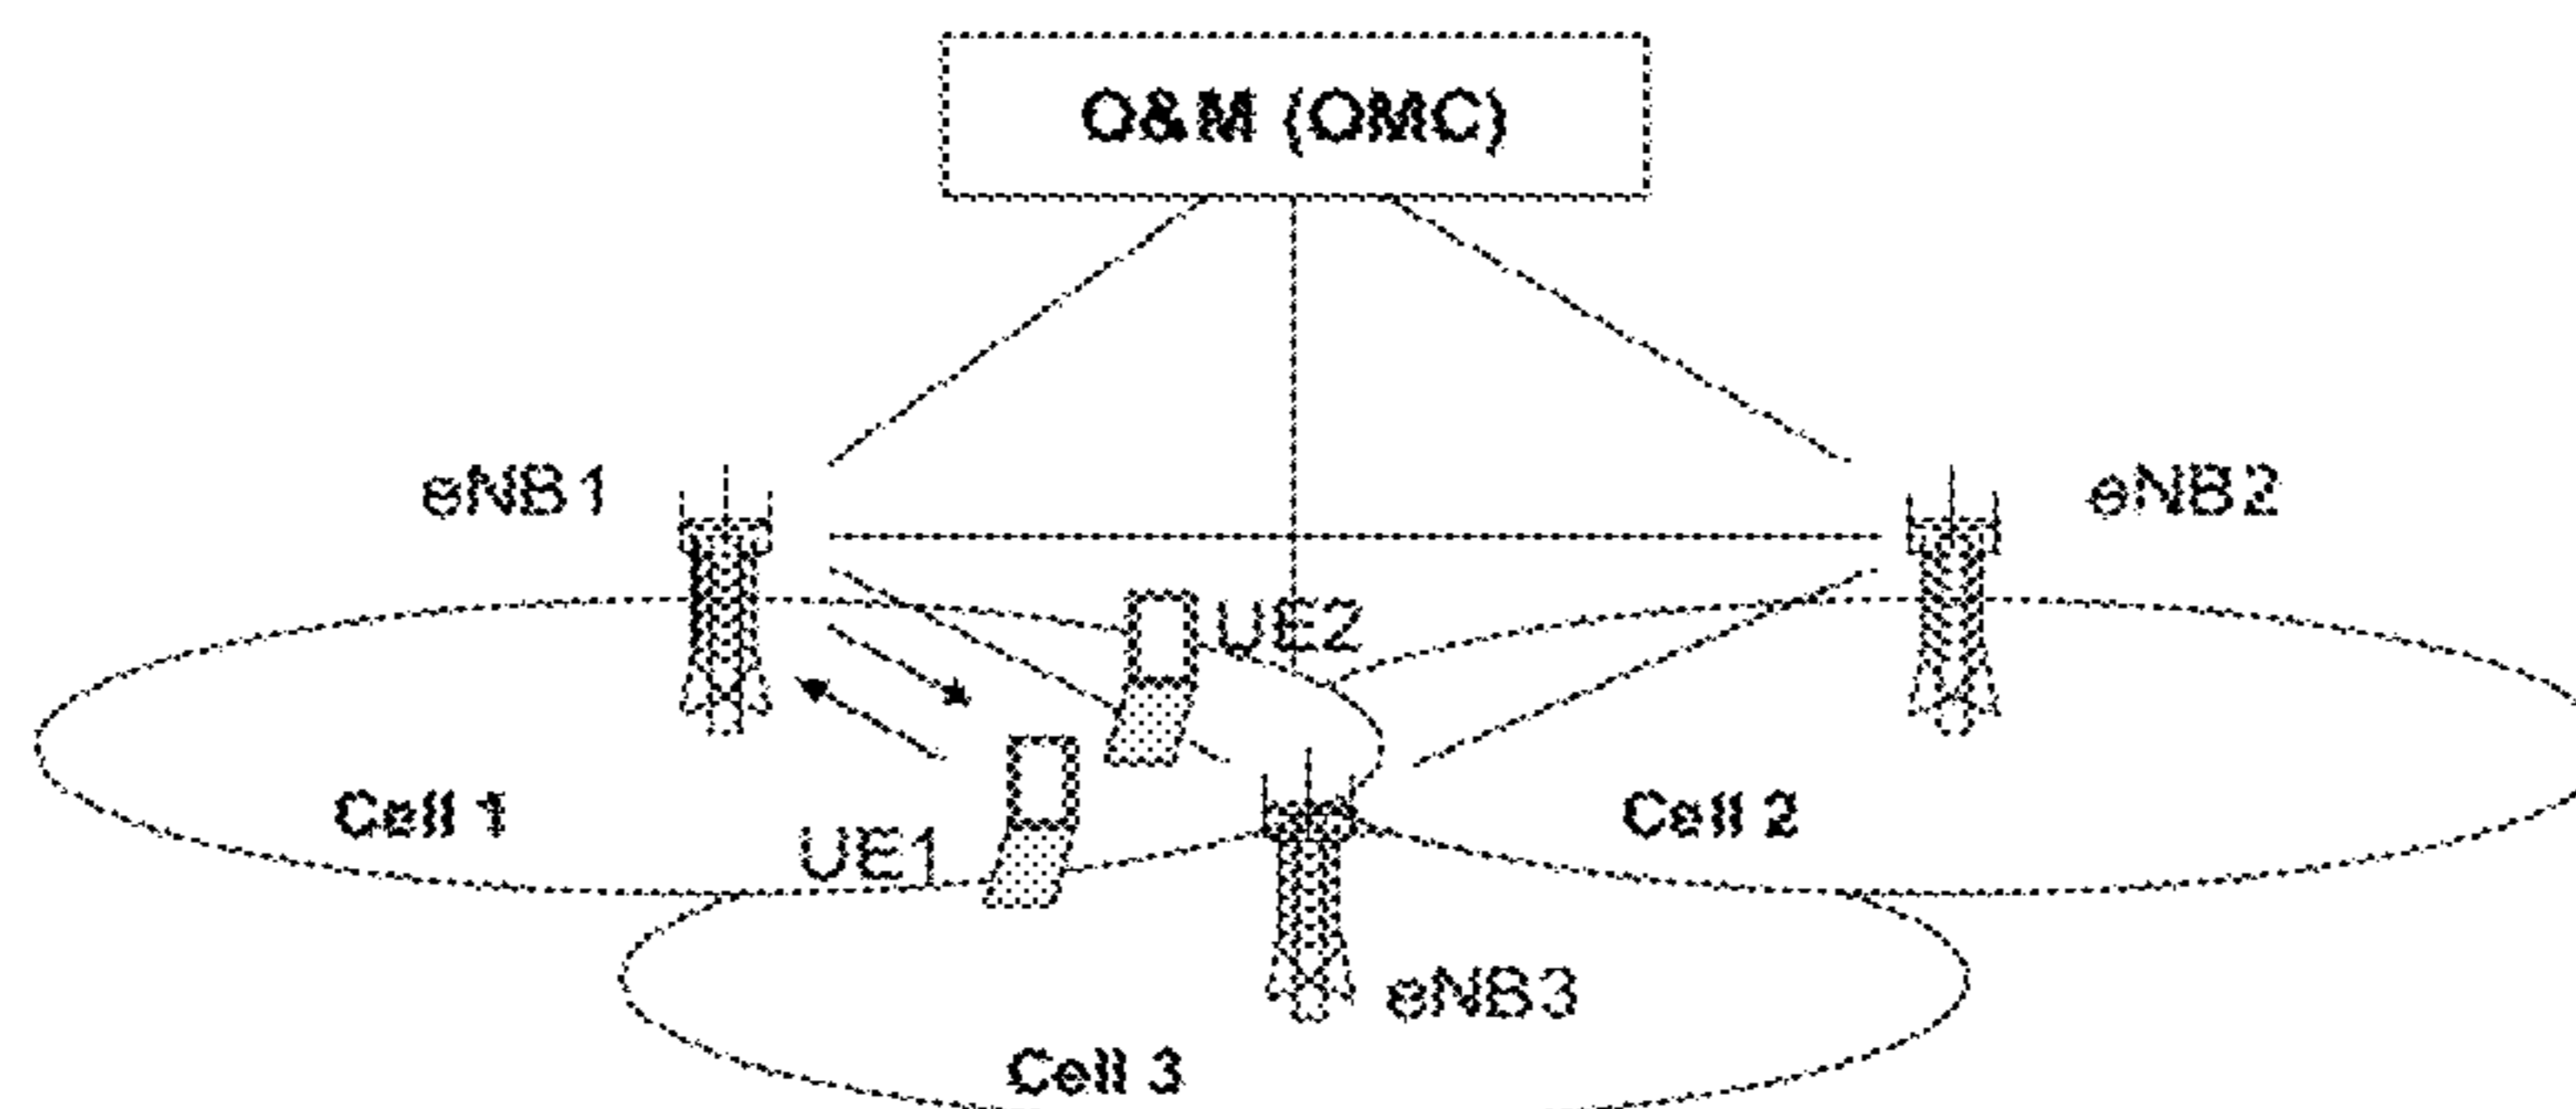 O&M (OMC)
eNB1
eNB2
UE2
Cell 1
UE1
Cell 2
eNB3
Cell 3